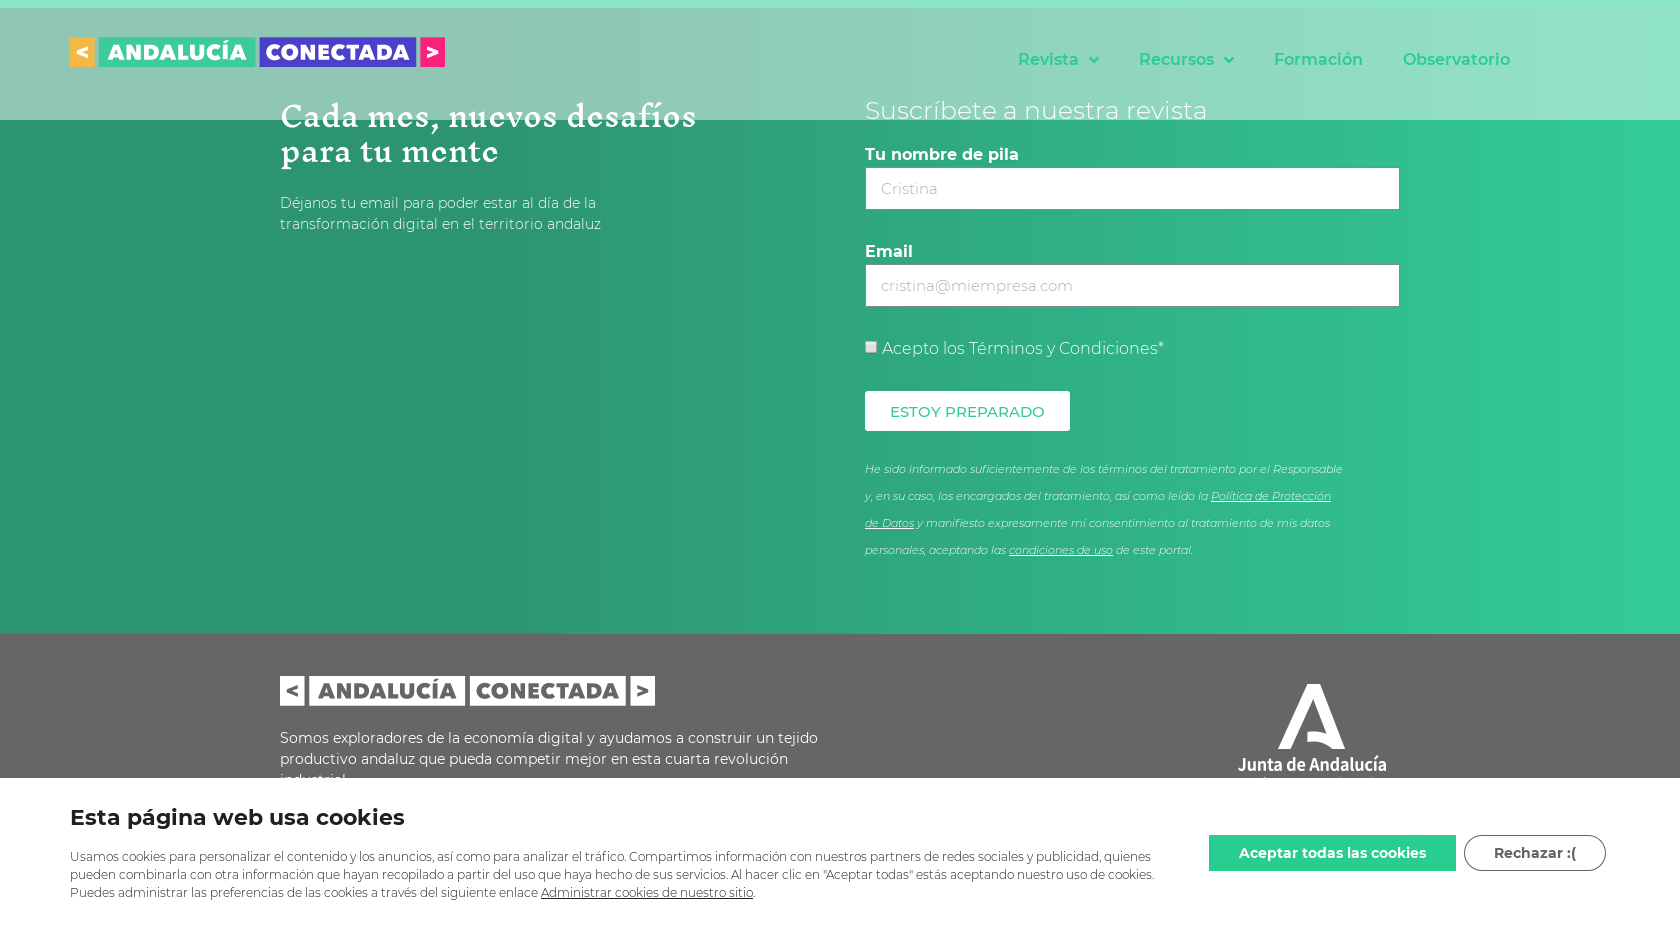 < ANDALUCÍA CONECTADA >
Revista
Recursos
Formación
Observatorio
Cada mes, nuevos desafíos
para tu mente
Déjanos tu email para poder estar al día de la
transformación digital en el territorio andaluz
Suscríbete a nuestra revista
Tu nombre de pila
Cristina
Email
cristina@miempresa.com
Acepto los Términos y Condiciones*
ESTOY PREPARADO
He sido informado suficientemente de los términos del tratamiento por el Responsable
y, en su caso, los encargados del tratamiento, así como leído la Política de Protección
de Datos y manifiesto expresamente mi consentimiento al tratamiento de mis datos
personales, aceptando las condiciones de uso de este portal.
< ANDALUCÍA CONECTADA >
Somos exploradores de la economía digital y ayudamos a construir un tejido
productivo andaluz que pueda competir mejor en esta cuarta revolución
Junta de Andalucía
Esta página web usa cookies
Usamos cookies para personalizar el contenido y los anuncios, así como para analizar el tráfico. Compartimos información con nuestros partners de redes sociales y publicidad, quienes
pueden combinarla con otra información que hayan recopilado a partir del uso que haya hecho de sus servicios. Al hacer clic en "Aceptar todas" estás aceptando nuestro uso de cookies.
Puedes administrar las preferencias de las cookies a través del siguiente enlace Administrar cookies de nuestro sitio.
Aceptar todas las cookies
Rechazar :(